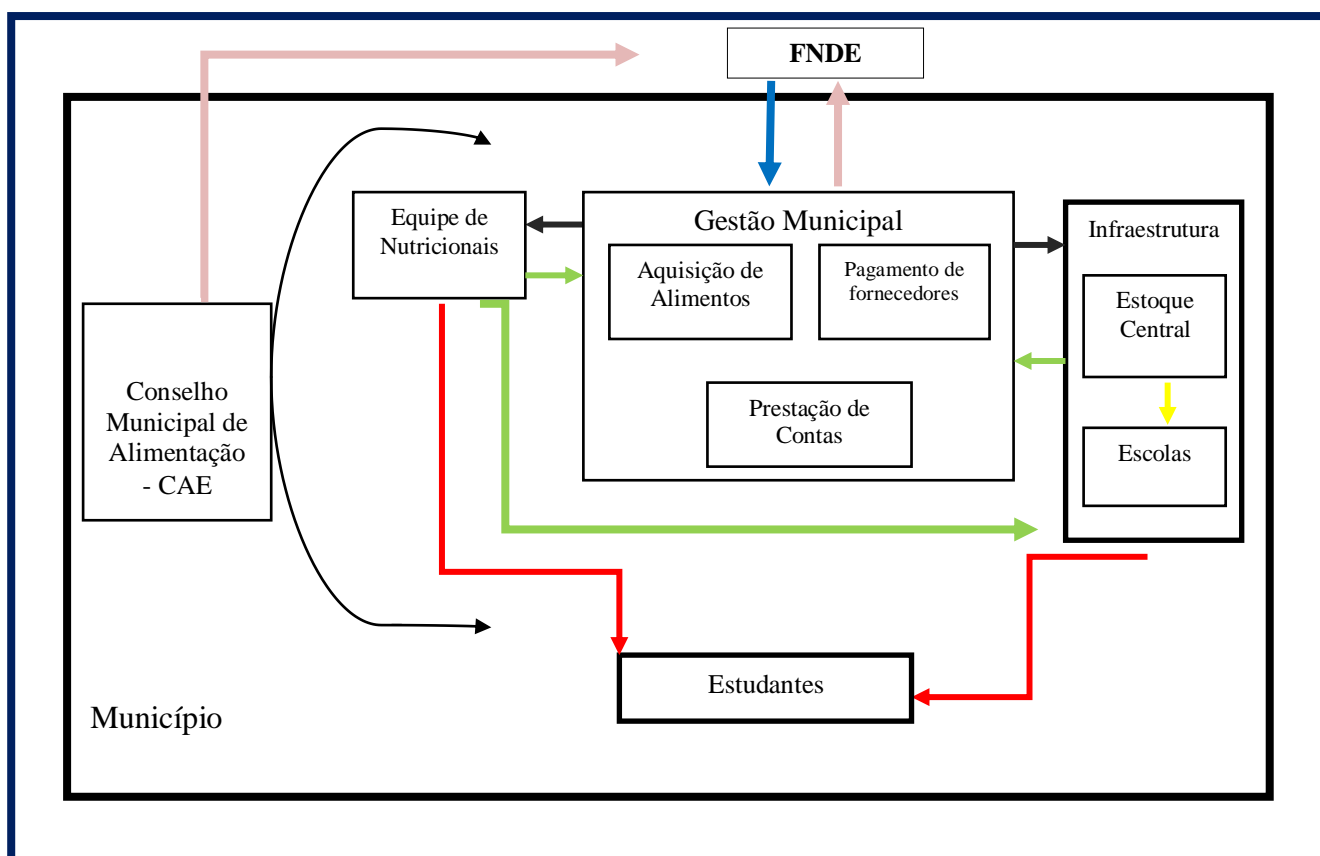 FNDE
Equipe de
Nutricionais
Gestão Municipal
Aquisição de
Alimentos
Pagamento de
fornecedores
Prestação de
Contas
Infraestrutura
Estoque
Central
Escolas
Conselho
Municipal de
Alimentação
- CAE
Estudantes
Município